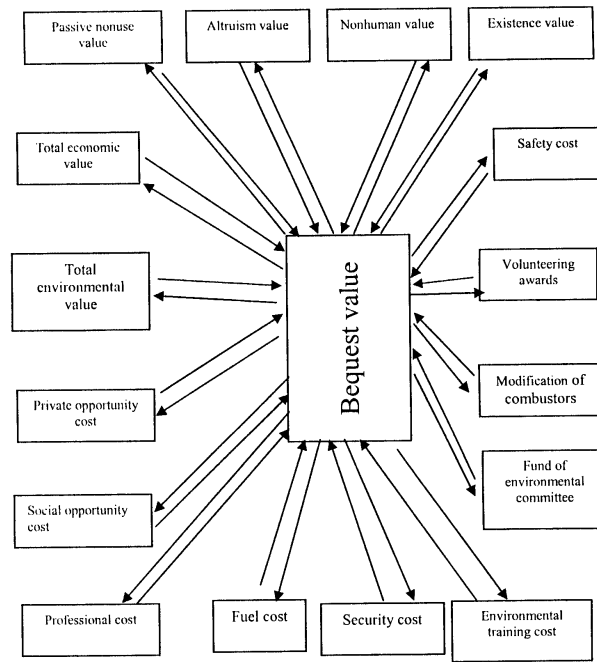 Passive nonuse
value
Altruism value
Nonhuman value
Existence value
Total economic
value
Safety cost
Total
environmental
value
Bequest value
Volunteering
awards
Private opportunity
cost
Modification of
combustors
Social opportunity
cost
Fund of
environmental
committee
Professional cost
Fuel cost
Security cost
Environmental
training cost